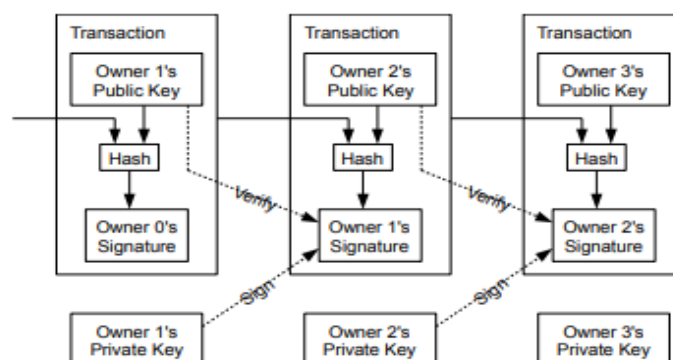 Transaction
Owner 1's
Public Key
Hash
Owner 0's
Signature
Transaction
Owner 2's
Public Key
Hash
Owner 1's
Signature
Transaction
Owner 3's
Public Key
Hash
Owner 2's
Signature
Verify
Verify
Sign
Sign
Owner 1's
Private Key
Owner 2's
Private Key
Owner 3's
Private Key